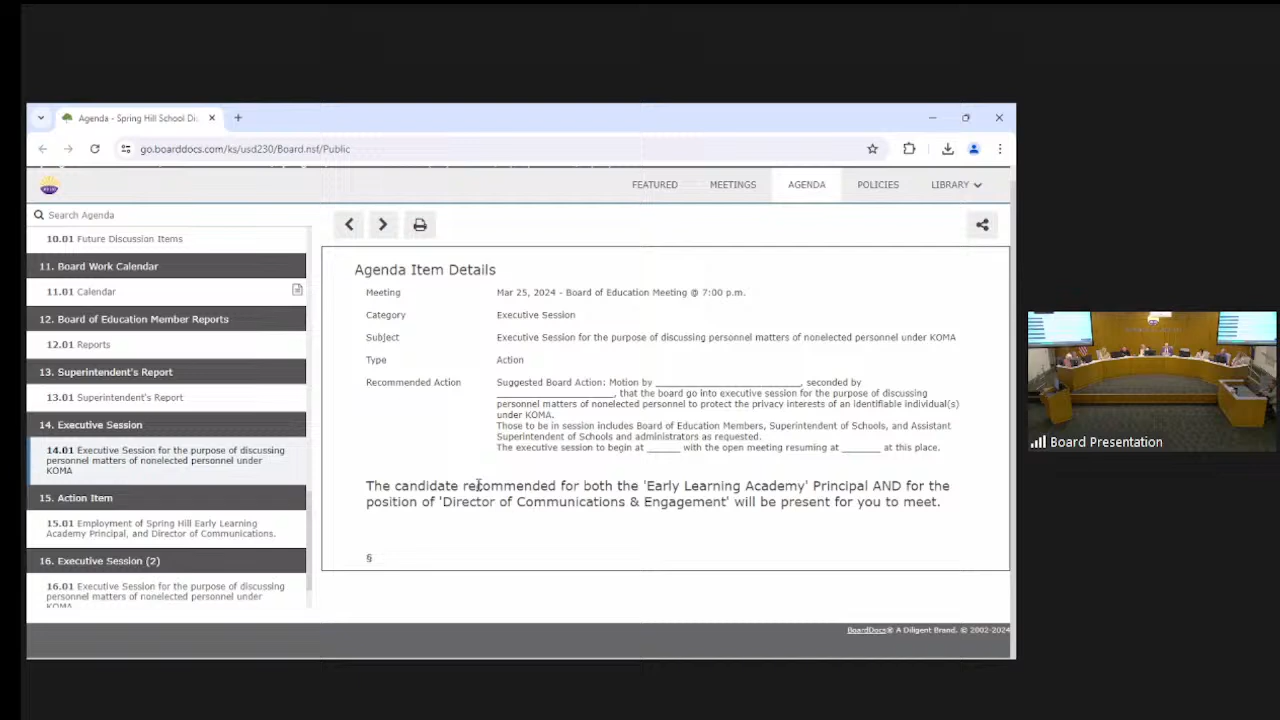 Agenda - Spring Hill School Di
go.boarddocs.com/ks/usd230/Board.nsf/Public
FEATURED MEETINGS AGENDA POLICIES LIBRARY
Search Agenda
10.01 Future Discussion Items
11. Board Work Calendar
11.01 Calendar
12. Board of Education Member Reports
12.01 Reports
13. Superintendent's Report
13.01 Superintendent's Report
14. Executive Session
14.01 Executive Session for the purpose of discussing
personnel matters of nonelected personnel under
KOMA
15. Action Item
15.01 Employment of Spring Hill Early Learning
Academy Principal, and Director of Communications.
16. Executive Session (2)
16.01 Executive Session for the purpose of discussing
personnel matters of nonelected personnel under
KOMA
Agenda Item Details
Meeting Mar 25, 2024 - Board of Education Meeting @ 7:00 p.m.
Category Executive Session
Subject Executive Session for the purpose of discussing personnel matters of nonelected personnel under KOMA
Type Action
Recommended Action Suggested Board Action: Motion by ________________________, seconded by
___________________, that the board go into executive session for the purpose of discussing
personnel matters of nonelected personnel to protect the privacy interests of an identifiable individual(s)
under KOMA.
Those to be in session includes Board of Education Members, Superintendent of Schools, and Assistant
Superintendent of Schools and administrators as requested.
The executive session to begin at ______ with the open meeting resuming at _______ at this place.
The candidate recommended for both the 'Early Learning Academy' Principal AND for the
position of 'Director of Communications & Engagement' will be present for you to meet.
§
BoardDocs® A Diligent Brand. © 2002-2024
Board Presentation